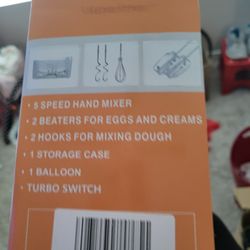 • 5 SPEED HAND MIXER
• 2 BEATERS FOR EGGS AND CREAMS
• 2 HOOKS FOR MIXING DOUGH
• 1 STORAGE CASE
• 1 BALLOON
• TURBO SWITCH